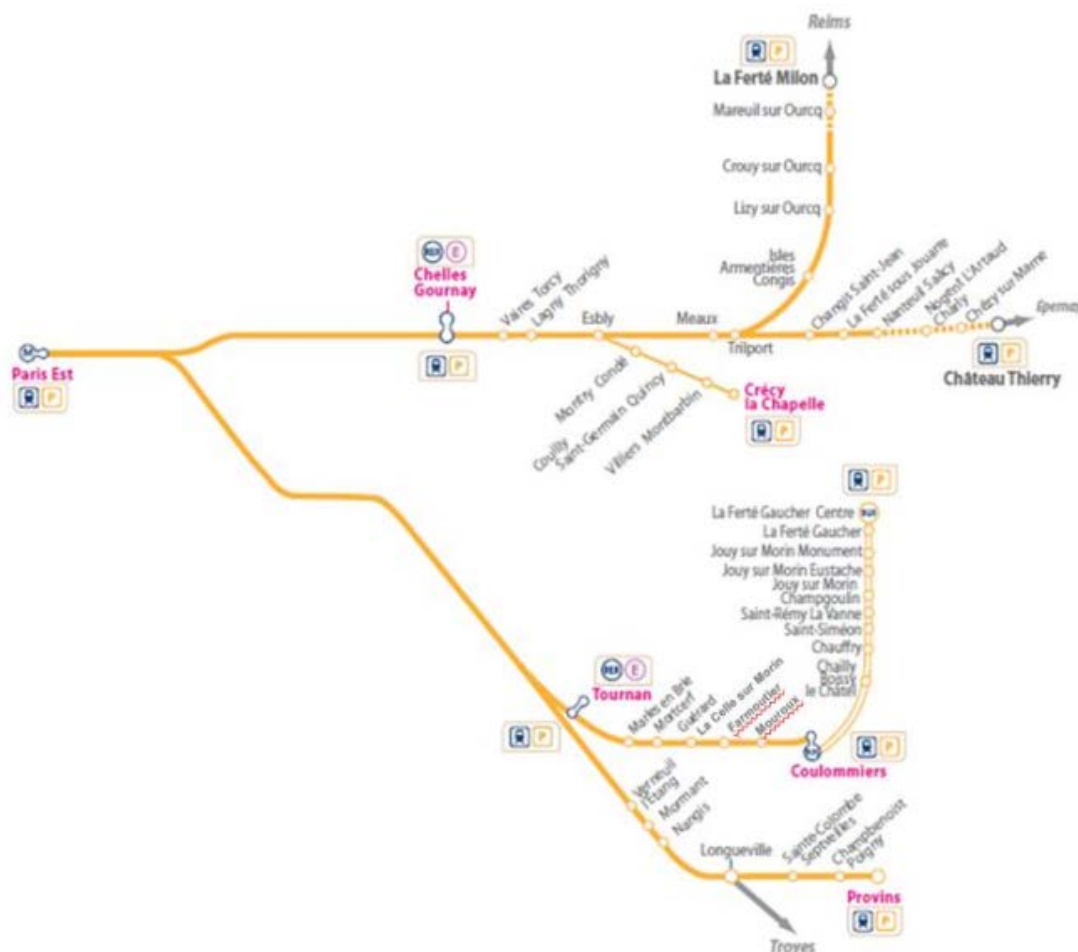 Reims
P
La Ferté Milon
Mareuil sur Ourcq
Crouy sur Ourcq
Lizy sur Ourcq
Isles
Armentières
Congis
RER E
Chelles
Gournay
P
Vaires Torcy
Lagny Thorigny
Esbly
Meaux
Trilport
Changis Saint-Jean
La Ferté sous Jouarre
Nanteuil Saâcy
Nogent L'Artaud
Charly
Chézy sur Marne
Epernay
P
Château Thierry
M
Paris Est
P
Montry Condé
Couilly
Saint-Germain Quincy
Villiers Montbarbin
Crécy
la Chapelle
P
P
La Ferté Gaucher Centre
BUS
La Ferté Gaucher
Jouy sur Morin Monument
Jouy sur Morin Eustache
Jouy sur Morin
Champgoulin
Saint-Rémy La Vanne
Saint-Siméon
Chauffry
Chailly
Boissy
le Châtel
RER E
Tournan
P
Marles en Brie
Mortcerf
Guérard
La Celle sur Morin
Farmoutier
Mouroux
P
Coulommiers
Verneuil
l'Etang
Mormant
Nangis
Longueville
Sainte-Colombe
Septveilles
Champbenoist
Poigny
Provins
P
Troyes